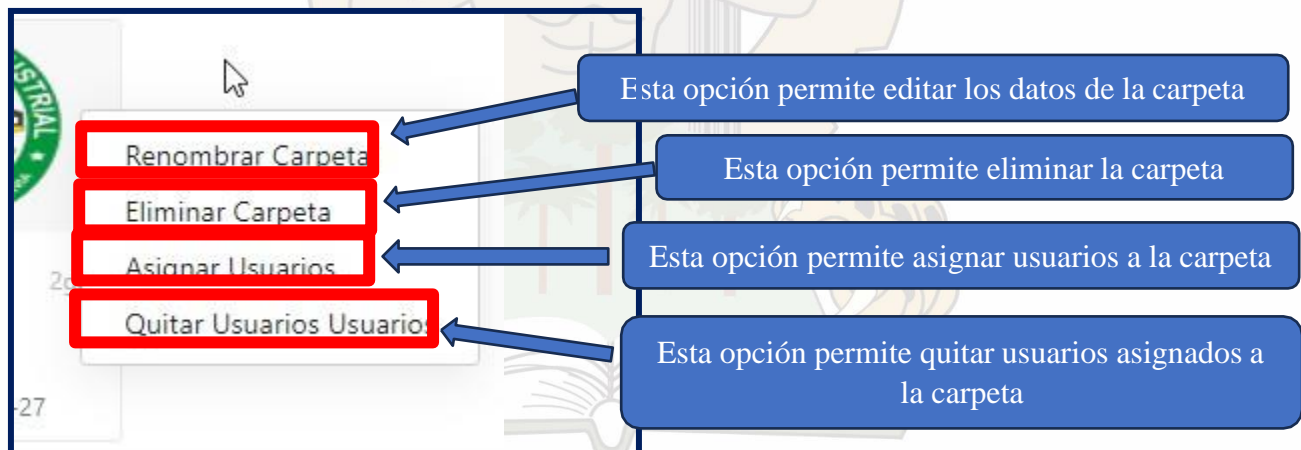 USTRIAL
Esta opción permite editar los datos de la carpeta
Renombrar Carpeta
Esta opción permite eliminar la carpeta
Eliminar Carpeta
Esta opción permite asignar usuarios a la carpeta
Asignar Usuarios
Quitar Usuarios Usuarios
Esta opción permite quitar usuarios asignados a
la carpeta
-27